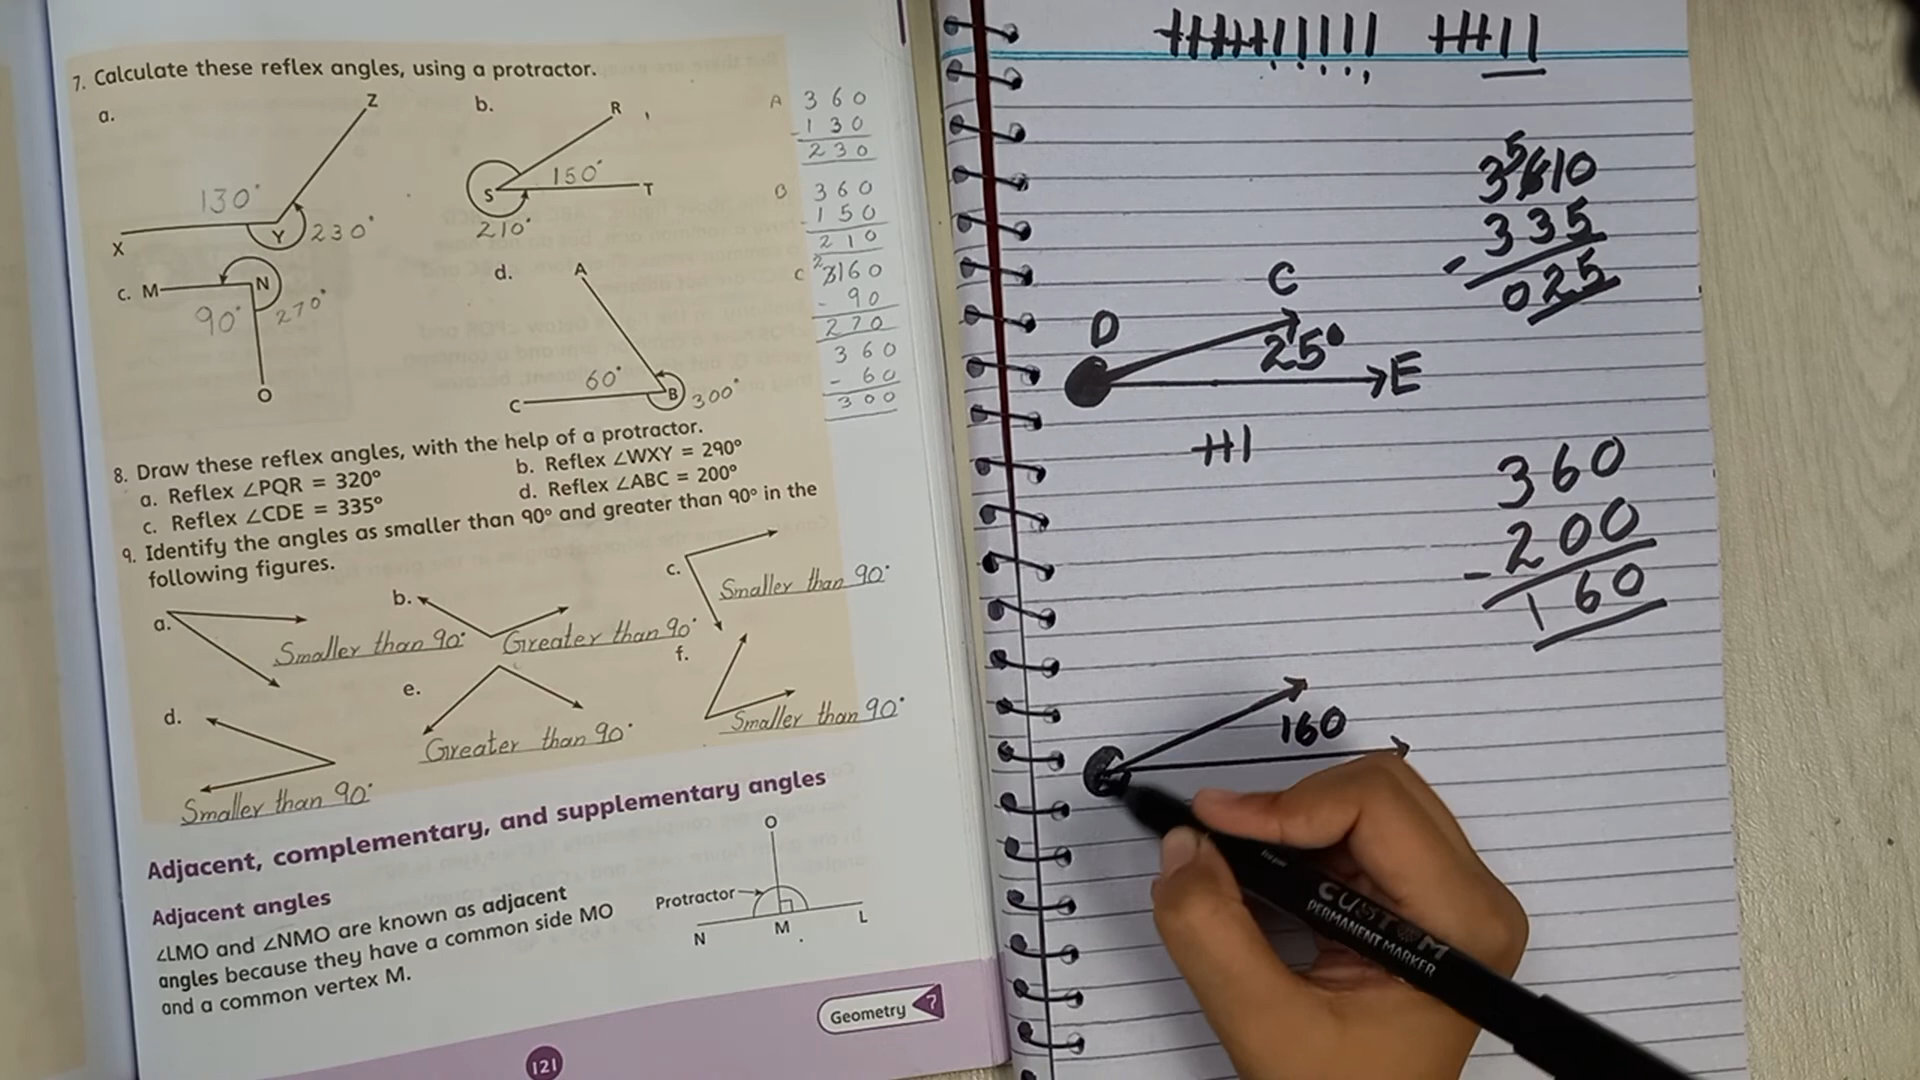 7. Calculate these reflex angles, using a protractor.
a.
Z
130°
X
Y
230°
b.
R
S
150°
T
210°
c. M
N
90°
270°
O
d.
A
60°
C
B
300°
A 360
- 130
230
B 360
- 150
210
C 2 3160
- 90
270
360
- 60
300
8. Draw these reflex angles, with the help of a protractor.
a. Reflex ∠PQR = 320°
b. Reflex ∠WXY = 290°
c. Reflex ∠CDE = 335°
d. Reflex ∠ABC = 200°
9. Identify the angles as smaller than 90° and greater than 90° in the
following figures.
a.
Smaller than 90°
b.
Greater than 90°
c.
Smaller than 90°
d.
Smaller than 90°
e.
Greater than 90°
f.
Smaller than 90°
Adjacent, complementary, and supplementary angles
Adjacent angles
∠LMO and ∠NMO are known as adjacent
angles because they have a common side MO
and a common vertex M.
O
Protractor
N
M
L
Geometry 7
121
35610
- 335
025
D
C
25°
E
360
- 200
160
160
CUSTOM
PERMANENT MARKER